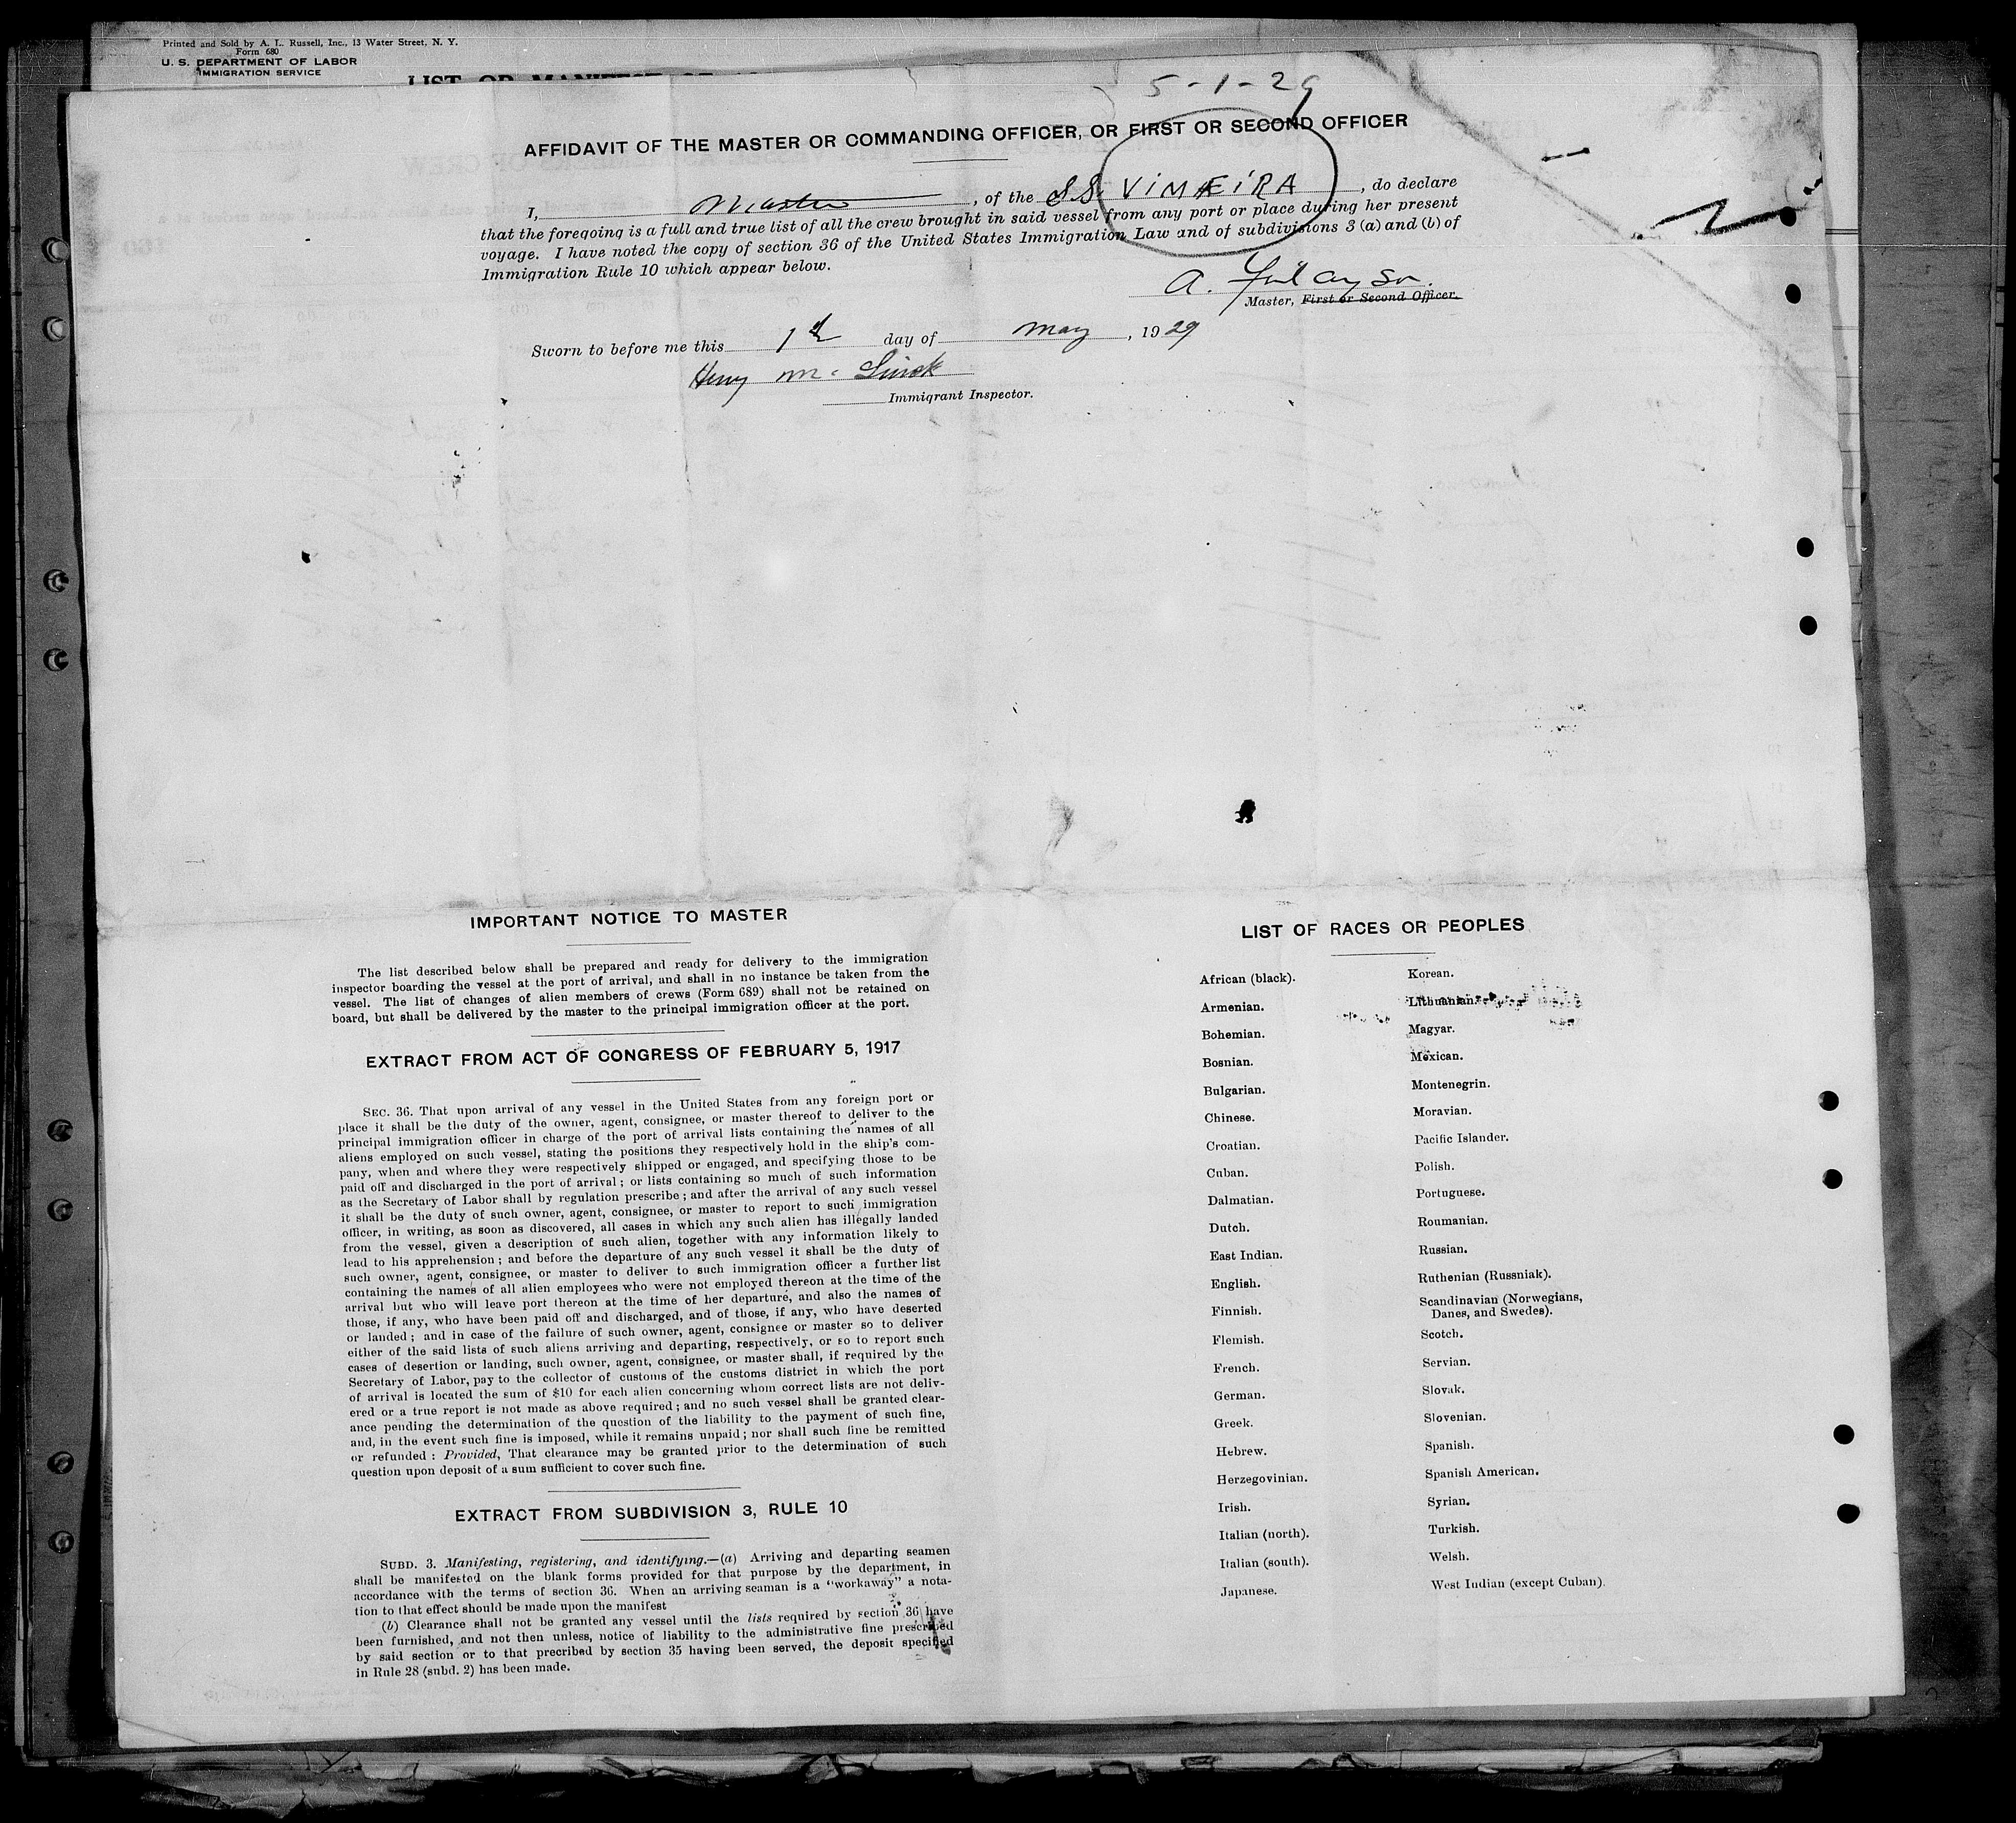 Printed and Sold by A. L. Russell, Inc., 13 Water Street, N. Y.
Form 680
U. S. DEPARTMENT OF LABOR
IMMIGRATION SERVICE
5-1-29
AFFIDAVIT OF THE MASTER OR COMMANDING OFFICER, OR FIRST OR SECOND OFFICER
I, Master, of the SS. VIMEIRA, do declare
that the foregoing is a full and true list of all the crew brought in said vessel from any port or place during her present
voyage. I have noted the copy of section 36 of the United States Immigration Law and of subdivisions 3 (a) and (b) of
Immigration Rule 10 which appear below.
A. Finlayson.
Master, First or Second Officer.
Sworn to before me this 1st day of May, 1929
Henry M.
Immigrant Inspector.
IMPORTANT NOTICE TO MASTER
The list described below shall be prepared and ready for delivery to the immigration
inspector boarding the vessel at the port of arrival, and shall in no instance be taken from the
vessel. The list of changes of alien members of crews (Form 689) shall not be retained on
board, but shall be delivered by the master to the principal immigration officer at the port.
EXTRACT FROM ACT OF CONGRESS OF FEBRUARY 5, 1917
SEC. 36. That upon arrival of any vessel in the United States from any foreign port or
place it shall be the duty of the owner, agent, consignee, or master thereof to deliver to the
principal immigration officer in charge of the port of arrival lists containing the names of all
aliens employed on such vessel, stating the positions they respectively hold in the ship's com-
pany, when and where they were respectively shipped or engaged, and specifying those to be
paid off and discharged in the port of arrival; or lists containing so much of such information
as the Secretary of Labor shall by regulation prescribe; and after the arrival of any such vessel
it shall be the duty of such owner, agent, consignee, or master to report to such immigration
officer, in writing, as soon as discovered, all cases in which any such alien has illegally landed
from the vessel, given a description of such alien, together with any information likely to
lead to his apprehension; and before the departure of any such vessel it shall be the duty of
such owner, agent, consignee, or master to deliver to such immigration officer a further list
containing the names of all alien employees who were not employed thereon at the time of the
arrival but who will leave port thereon at the time of her departure, and also the names of
those, if any, who have been paid off and discharged, and of those, if any, who have deserted
or landed; and in case of the failure of such owner, agent, consignee or master so to deliver
either of the said lists of such aliens arriving and departing, respectively, or so to report such
cases of desertion or landing, such owner, agent, consignee, or master shall, if required by the
Secretary of Labor, pay to the collector of customs of the customs district in which the port
of arrival is located the sum of $10 for each alien concerning whom correct lists are not deliv-
ered or a true report is not made as above required; and no such vessel shall be granted clear-
ance pending the determination of the question of the liability to the payment of such fine,
and, in the event such fine is imposed, while it remains unpaid; nor shall such fine be remitted
or refunded: Provided, That clearance may be granted prior to the determination of such
question upon deposit of a sum sufficient to cover such fine.
EXTRACT FROM SUBDIVISION 3, RULE 10
SUBD. 3. Manifesting, registering, and identifying.—(a) Arriving and departing seamen
shall be manifested on the blank forms provided for that purpose by the department, in
accordance with the terms of section 36. When an arriving seaman is a "workaway" a nota-
tion to that effect should be made upon the manifest
(b) Clearance shall not be granted any vessel until the lists required by section 36 have
been furnished, and not then unless, notice of liability to the administrative fine prescribed
by said section or to that precribed by section 35 having been served, the deposit specified
in Rule 28 (subd. 2) has been made.
LIST OF RACES OR PEOPLES
African (black).
Armenian.
Bohemian.
Bosnian.
Bulgarian.
Chinese.
Croatian.
Cuban.
Dalmatian.
Dutch.
East Indian.
English.
Finnish.
Flemish.
French.
German.
Greek.
Hebrew.
Herzegovinian.
Irish.
Italian (north).
Italian (south).
Japanese.
Korean.
Lithuanian.
Magyar.
Mexican.
Montenegrin.
Moravian.
Pacific Islander.
Polish.
Portuguese.
Roumanian.
Russian.
Ruthenian (Russniak).
Scandinavian (Norwegians,
Danes, and Swedes).
Scotch.
Servian.
Slovak.
Slovenian.
Spanish.
Spanish American.
Syrian.
Turkish.
Welsh.
West Indian (except Cuban).